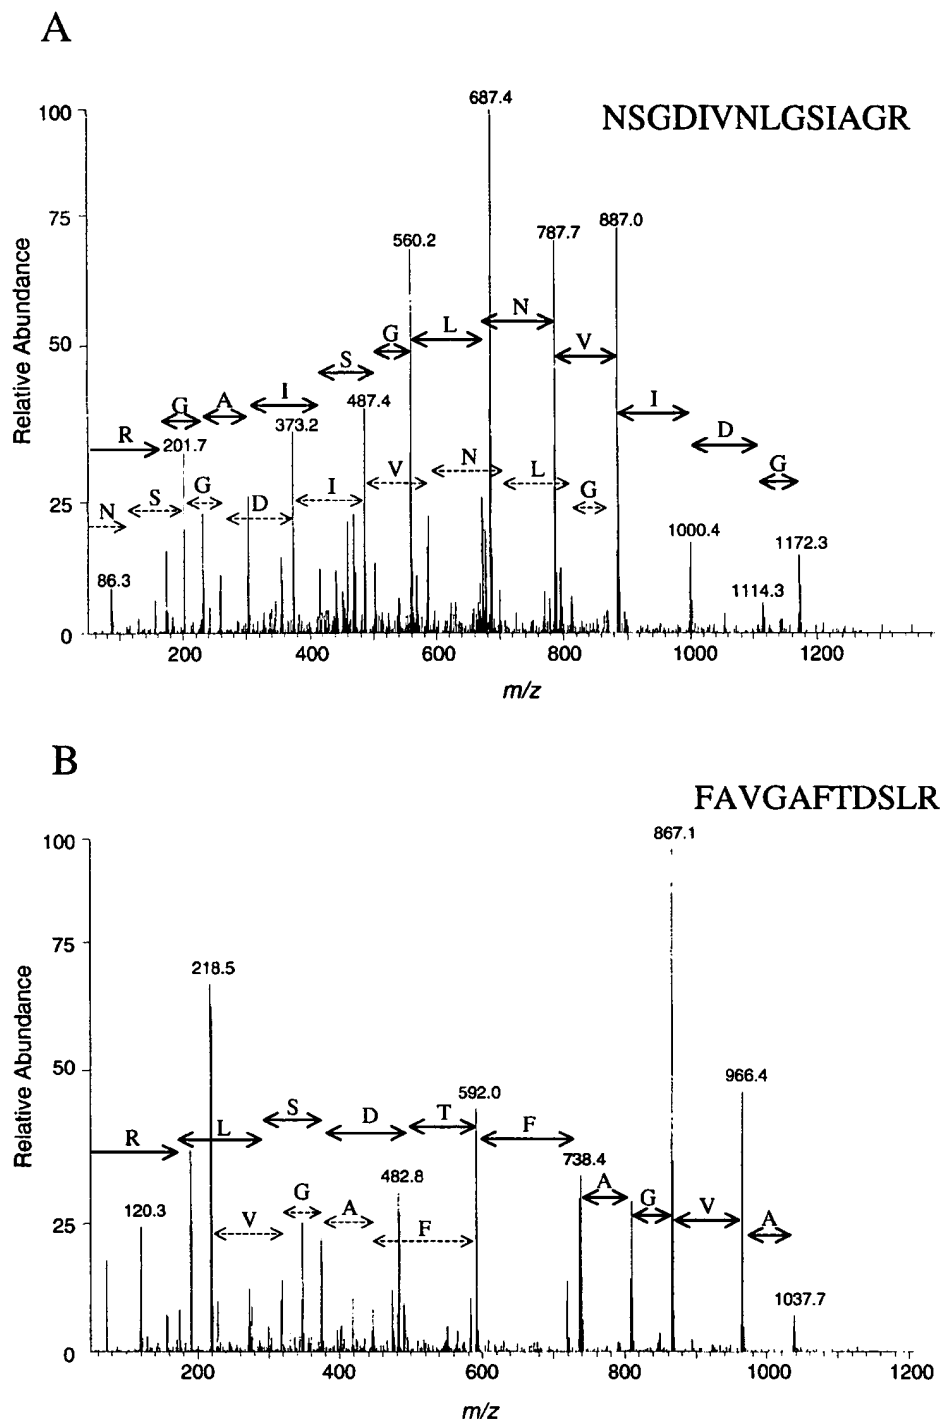 A
NSGDIVNLGSIAGR
Relative Abundance
100
75
50
25
0
687.4
887.0
787.7
560.2
N
L
G
V
S
487.4
I
A
I
G
373.2
D
R
201.7
G
N
V
L
I
G
S
D
G
N
86.3
1000.4
1172.3
1114.3
200 400 600 800 1000 1200
m/z
B
FAVGAFTDSLR
Relative Abundance
100
75
50
25
0
867.1
218.5
966.4
592.0
S
T
D
F
R
L
738.4
482.8
A
G
V
A
120.3
G
A
V
F
1037.7
200 400 600 800 1000 1200
m/z